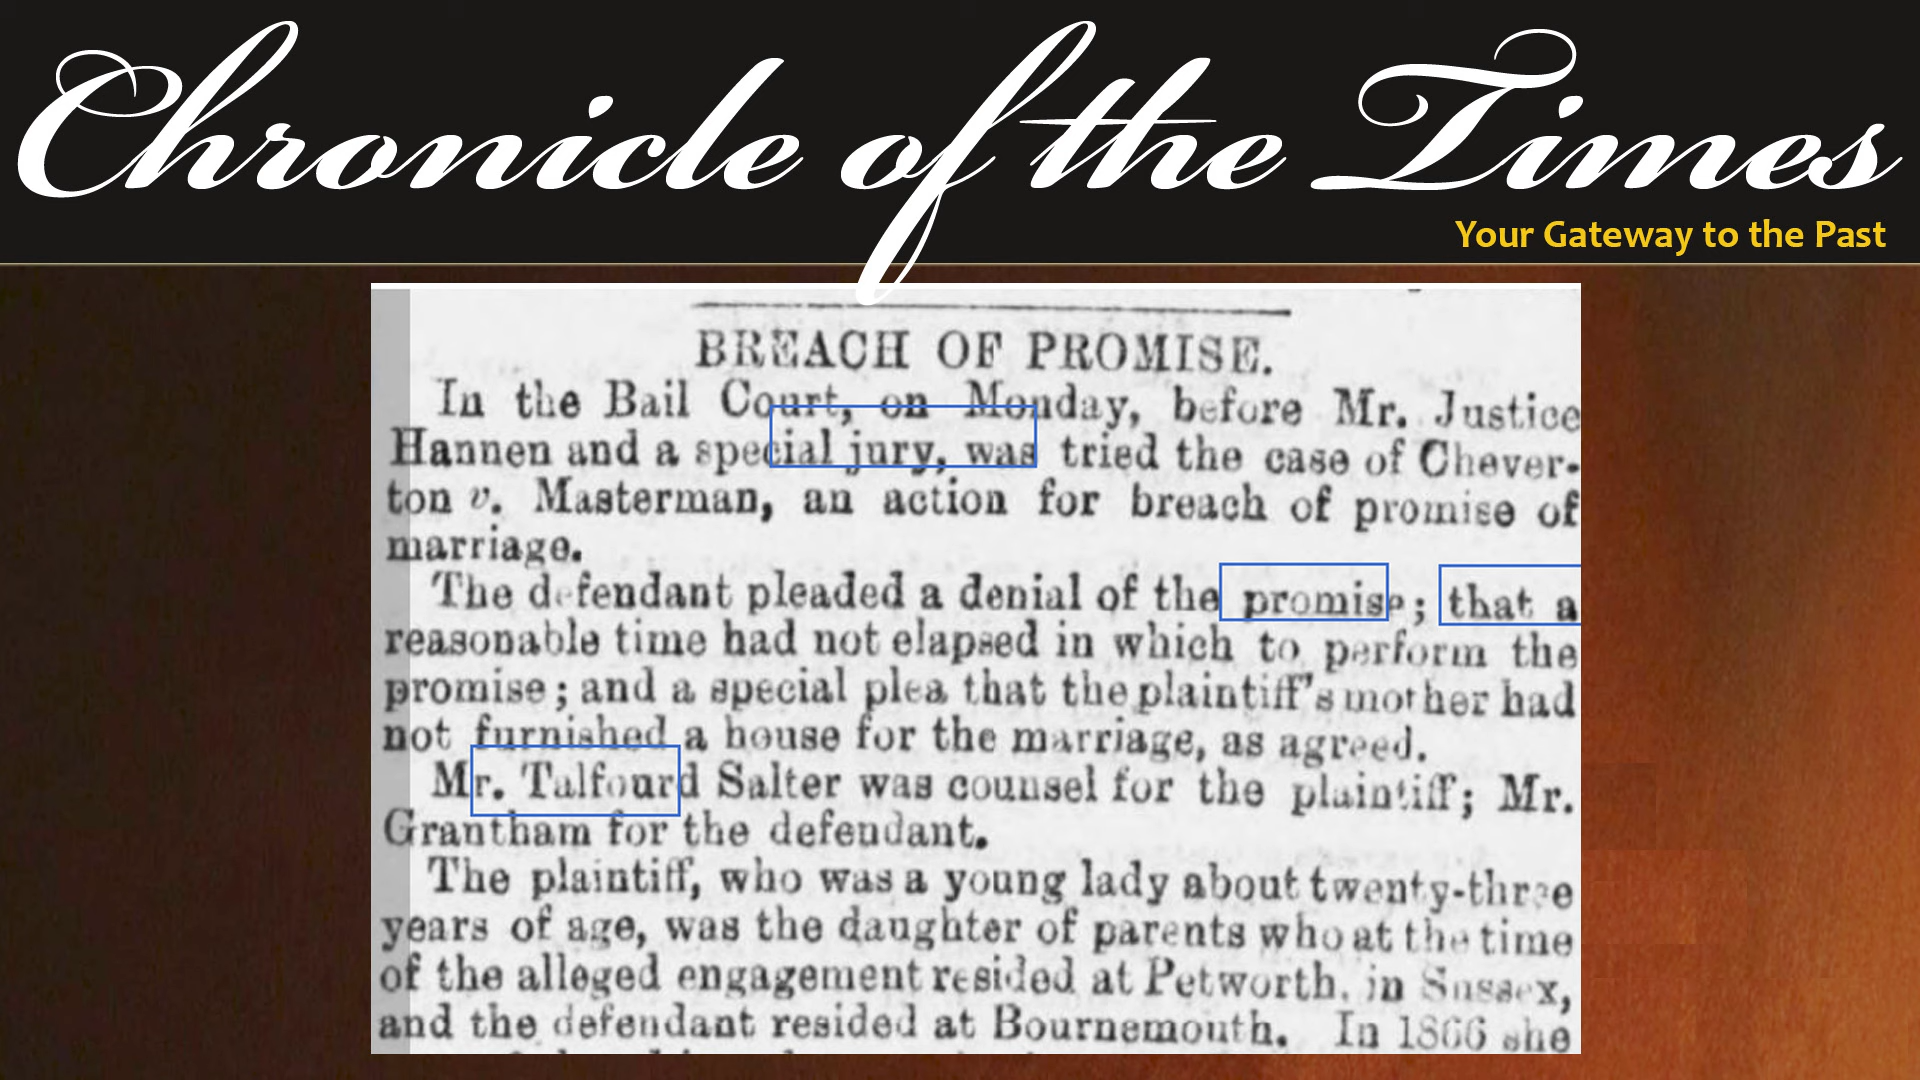 Chronicle of the Times
Your Gateway to the Past
BREACH OF PROMISE.
In the Bail Court, on Monday, before Mr. Justice
Hannen and a special jury, was tried the case of Chever-
ton v. Masterman, an action for breach of promise of
marriage.
The defendant pleaded a denial of the promise; that a
reasonable time had not elapsed in which to perform the
promise; and a special plea that the plaintiff's mother had
not furnished a house for the marriage, as agreed.
Mr. Talfourd Salter was counsel for the plaintiff; Mr.
Grantham for the defendant.
The plaintiff, who was a young lady about twenty-three
years of age, was the daughter of parents who at the time
of the alleged engagement resided at Petworth, in Sussex,
and the defendant resided at Bournemouth. In 1866 she